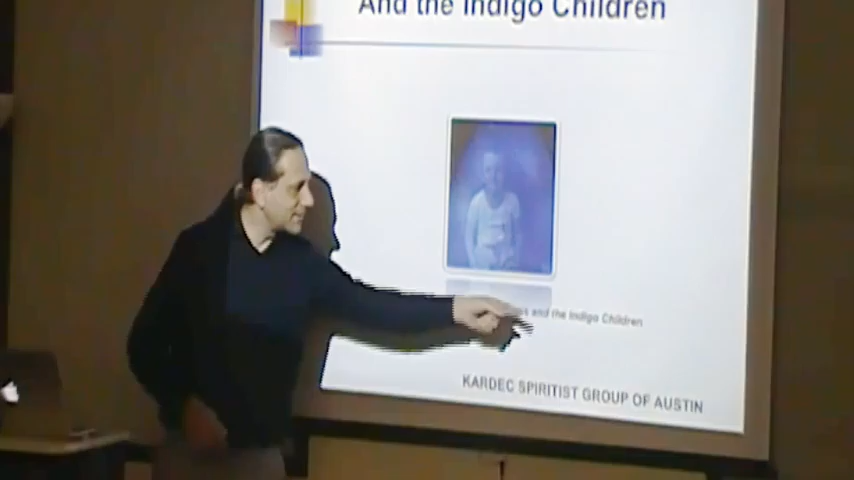 And the Indigo Children
and the Indigo Children
KARDEC SPIRITIST GROUP OF AUSTIN